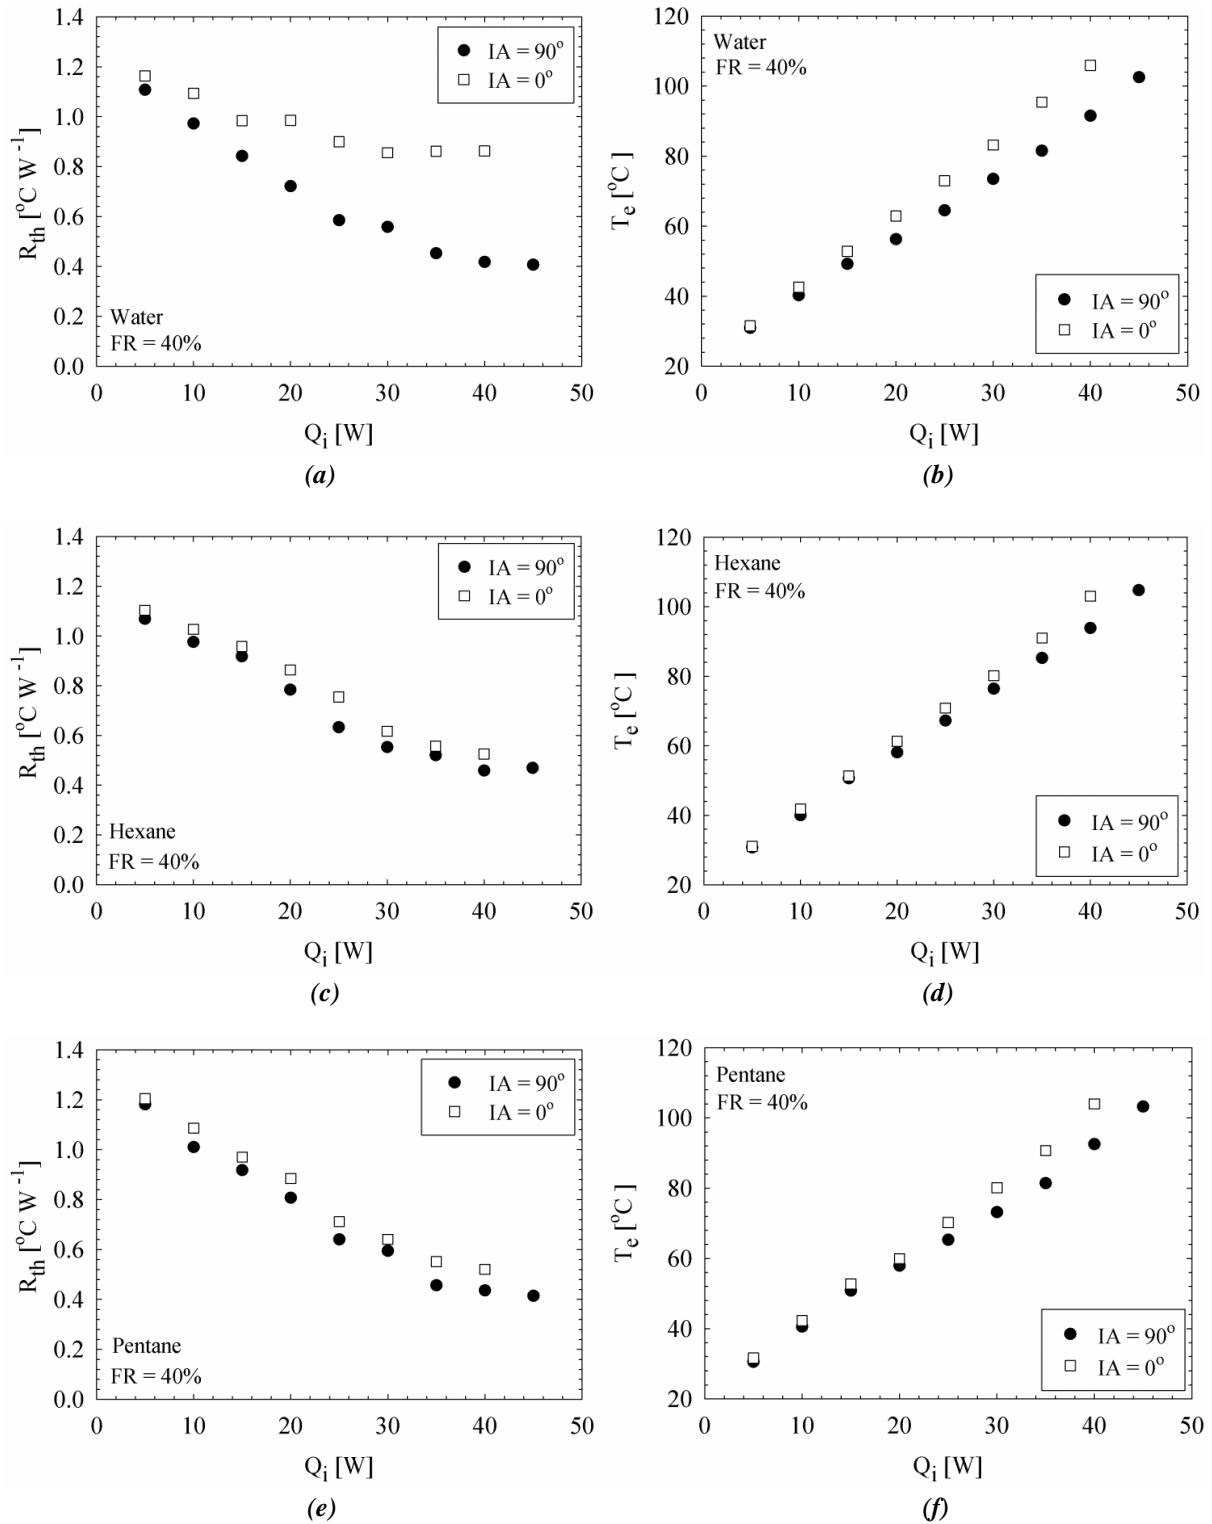 1.4
1.2
1.0
0.8
0.6
0.4
0.2
0.0
R_th [°C W⁻¹]
IA = 90°
IA = 0°
Water
FR = 40%
0 10 20 30 40 50
Q_i [W]
(a)
120
100
80
60
40
20
T_e [°C ]
Water
FR = 40%
IA = 90°
IA = 0°
0 10 20 30 40 50
Q_i [W]
(b)
1.4
1.2
1.0
0.8
0.6
0.4
0.2
0.0
R_th [°C W⁻¹]
IA = 90°
IA = 0°
Hexane
FR = 40%
0 10 20 30 40 50
Q_i [W]
(c)
120
100
80
60
40
20
T_e [°C ]
Hexane
FR = 40%
IA = 90°
IA = 0°
0 10 20 30 40 50
Q_i [W]
(d)
1.4
1.2
1.0
0.8
0.6
0.4
0.2
0.0
R_th [°C W⁻¹]
IA = 90°
IA = 0°
Pentane
FR = 40%
0 10 20 30 40 50
Q_i [W]
(e)
120
100
80
60
40
20
T_e [°C ]
Pentane
FR = 40%
IA = 90°
IA = 0°
0 10 20 30 40 50
Q_i [W]
(f)